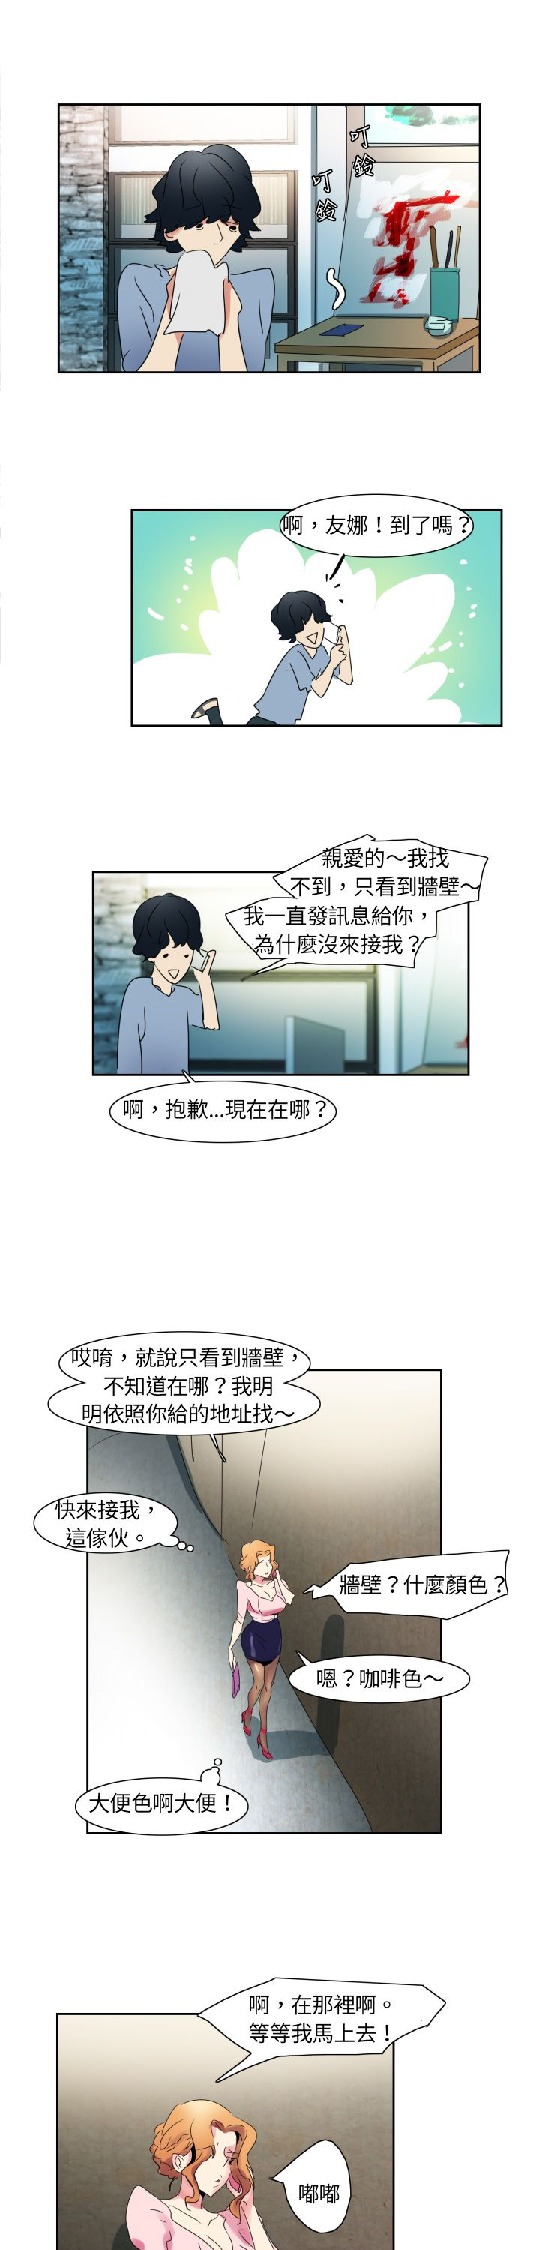 叮鈴
叮鈴
啊，友娜！到了嗎？
親愛的～我找
不到，只看到牆壁～
我一直發訊息給你，
為什麼沒來接我？
啊，抱歉...現在在哪？
哎唷，就說只看到牆壁，
不知道在哪？我明
明依照你給的地址找～
快來接我，
這傢伙。
牆壁？什麼顏色？
嗯？咖啡色～
大便色啊大便！
啊，在那裡啊。
等等我馬上去！
嘟嘟